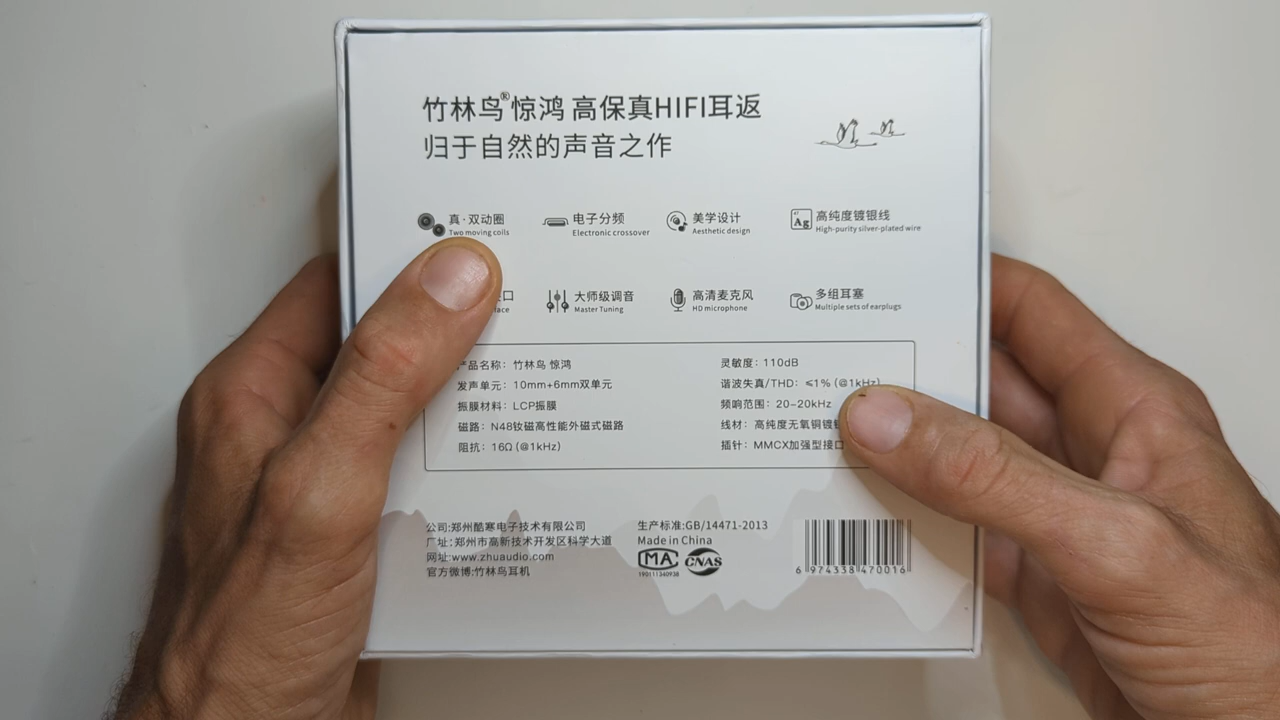 竹林鸟®惊鸿 高保真HIFI耳返
归于自然的声音之作
真·双动圈
Two moving coils
电子分频
Electronic crossover
美学设计
Aesthetic design
47
Ag
高纯度镀银线
High-purity silver-plated wire
口
大师级调音
Master Tuning
高清麦克风
HD microphone
多组耳塞
Multiple sets of earplugs
品名称：竹林鸟 惊鸿
发声单元：10mm+6mm双单元
振膜材料：LCP振膜
磁路：N48钕磁高性能外磁式磁路
阻抗：16Ω (@1kHz)
灵敏度：110dB
谐波失真/THD：≤1% (@1kHz)
频响范围：20-20kHz
线材：高纯度无氧铜镀
插针：MMCX加强型接口
公司:郑州酷寒电子技术有限公司
厂址:郑州市高新技术开发区科学大道
网址:www.zhuaudio.com
官方微博:竹林鸟耳机
生产标准:GB/14471-2013
Made in China
MA
CNAS
190111340938
6 974338 470016